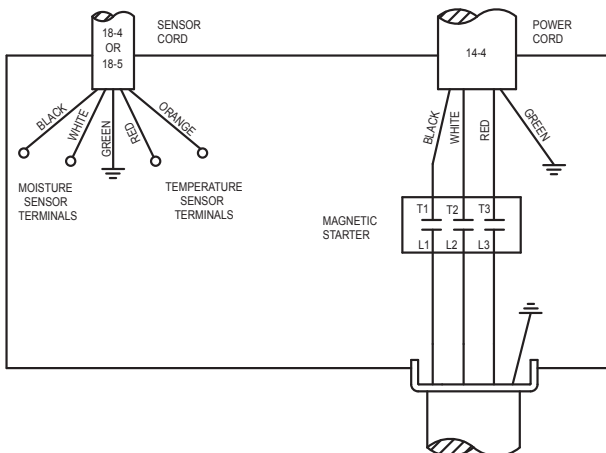 SENSOR
CORD
18-4
OR
18-5
POWER
CORD
14-4
BLACK
WHITE
GREEN
RED
ORANGE
BLACK
WHITE
RED
GREEN
MOISTURE
SENSOR
TERMINALS
TEMPERATURE
SENSOR
TERMINALS
MAGNETIC
STARTER
T1 T2 T3
L1 L2 L3